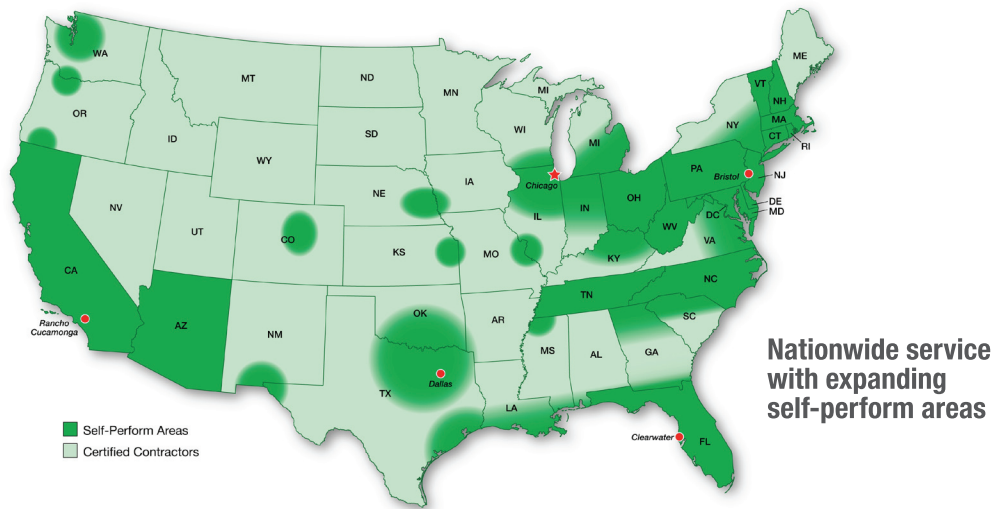 WA
MT
ND
MN
MI
ME
VT
NH
OR
ID
SD
WI
MI
NY
MA
CT
RI
WY
Chicago
PA
Bristol
NJ
NE
IA
IL
IN
OH
DE
MD
NV
UT
CO
KS
MO
KY
WV
DC
VA
CA
Rancho
Cucamonga
AZ
NM
OK
AR
TN
NC
SC
TX
Dallas
MS
AL
GA
LA
Clearwater
FL
Self-Perform Areas
Certified Contractors
Nationwide service
with expanding
self-perform areas